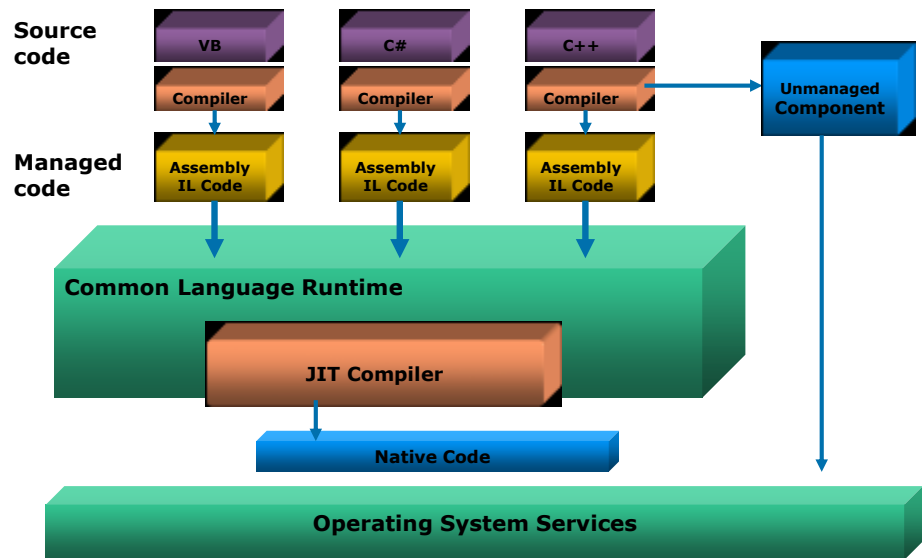 Source
code
VB
C#
C++
Compiler
Compiler
Compiler
Unmanaged
Component
Managed
code
Assembly
IL Code
Assembly
IL Code
Assembly
IL Code
Common Language Runtime
JIT Compiler
Native Code
Operating System Services